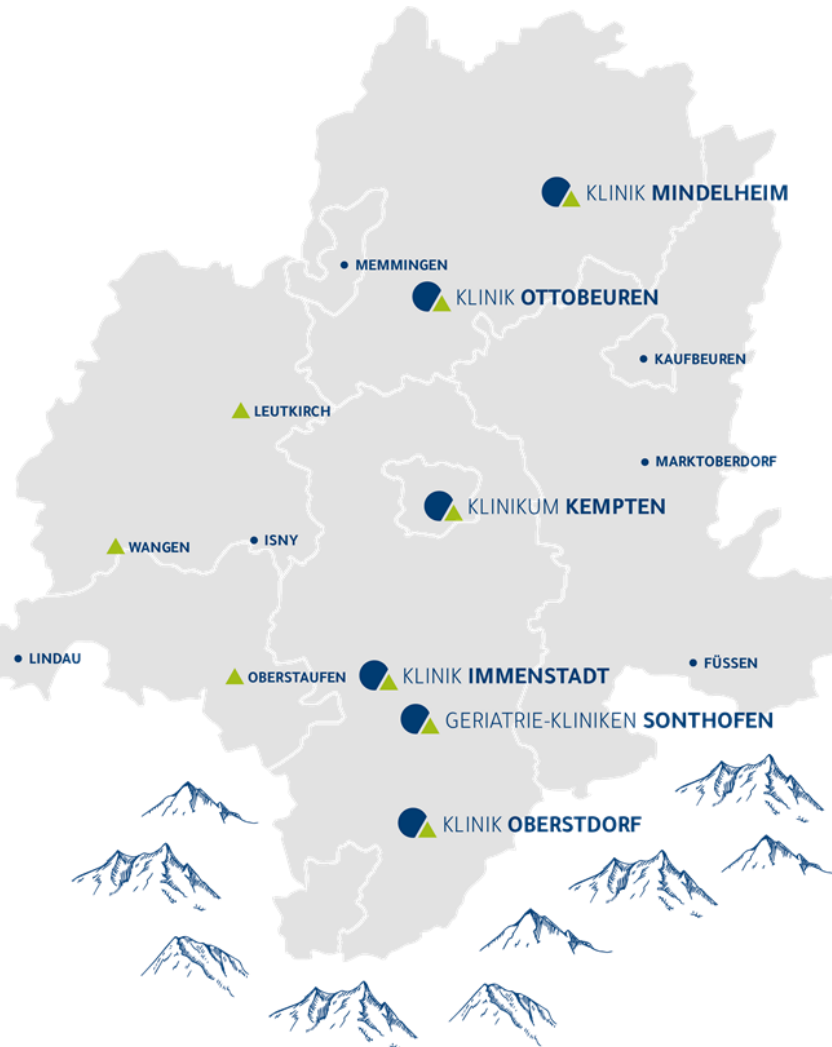 KLINIK MINDELHEIM
MEMMINGEN
KLINIK OTTOBEUREN
KAUFBEUREN
LEUTKIRCH
MARKTOBERDORF
KLINIKUM KEMPTEN
ISNY
WANGEN
LINDAU
FÜSSEN
OBERSTAUFEN
KLINIK IMMENSTADT
GERIATRIE-KLINIKEN SONTHOFEN
KLINIK OBERSTDORF